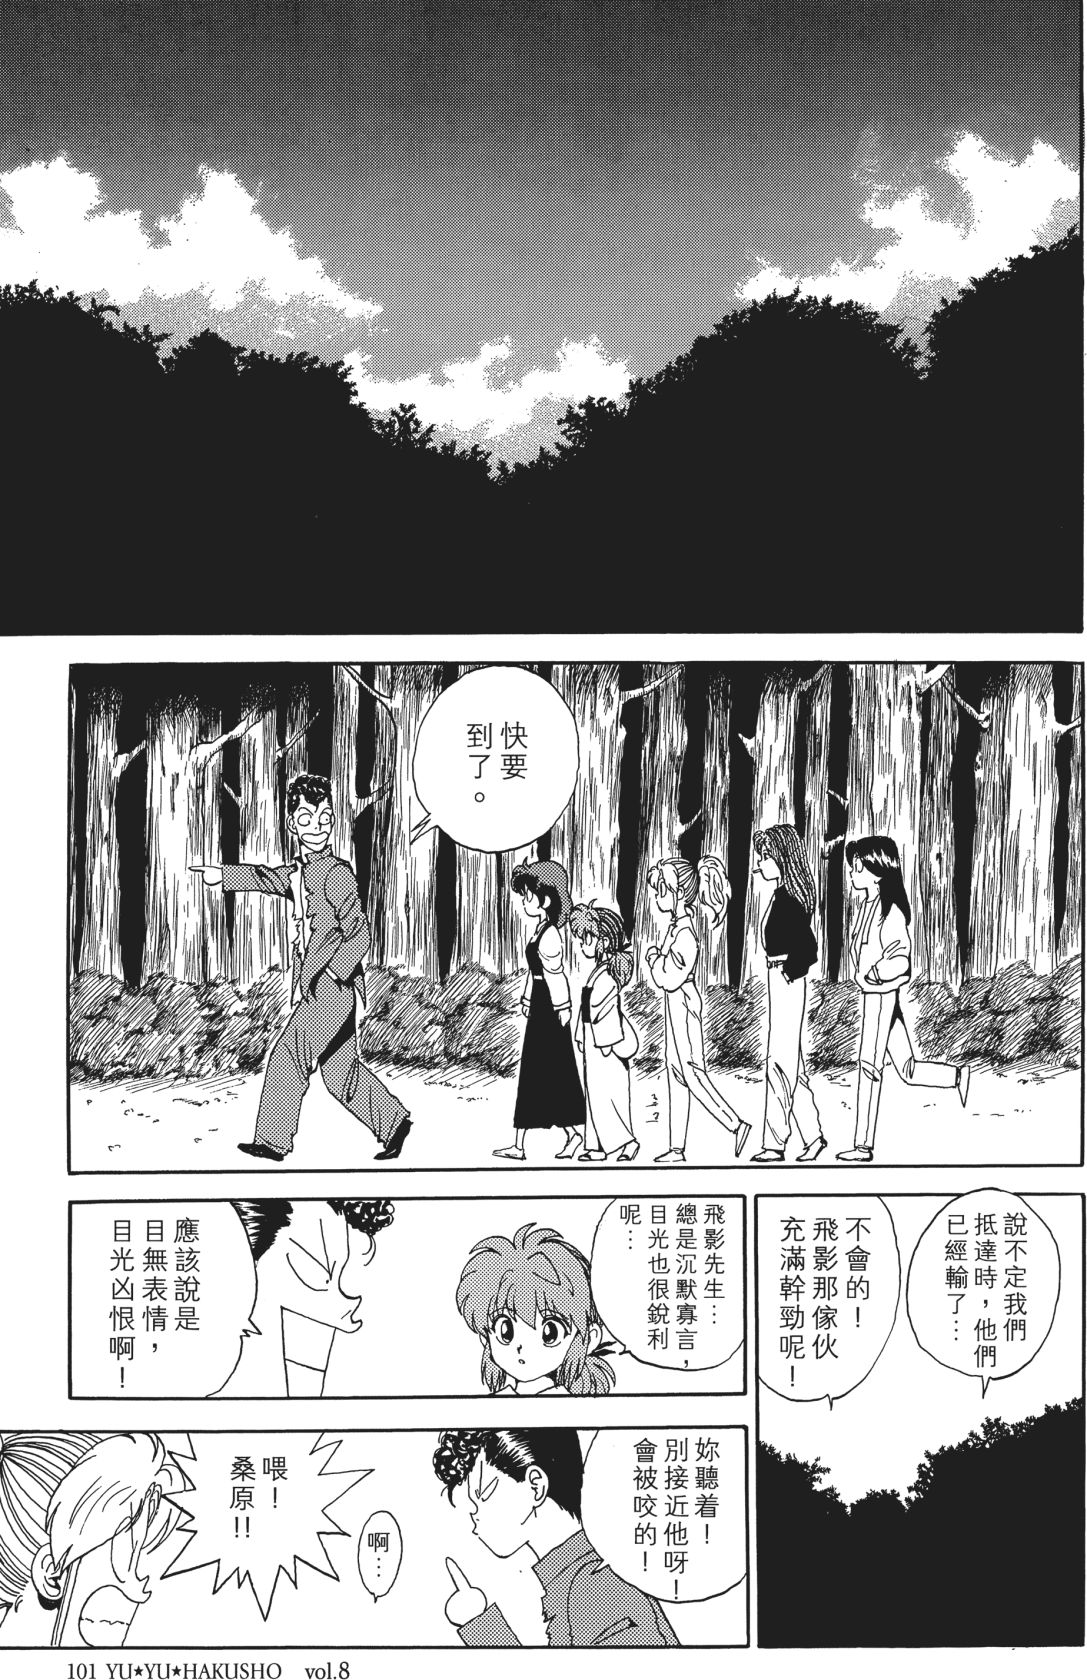 快要
到了。
說不定我們
抵達時，他們
已經輸了…
不會的！
飛影那傢伙
充滿幹勁呢！
飛影先生…
總是沉默寡言，
目光也很銳利
呢…
應該說是
目無表情，
目光凶恨啊！
妳聽着！
別接近他呀！
會被咬的！
啊…
喂！
桑原!!
101 YU★YU★HAKUSHO vol.8